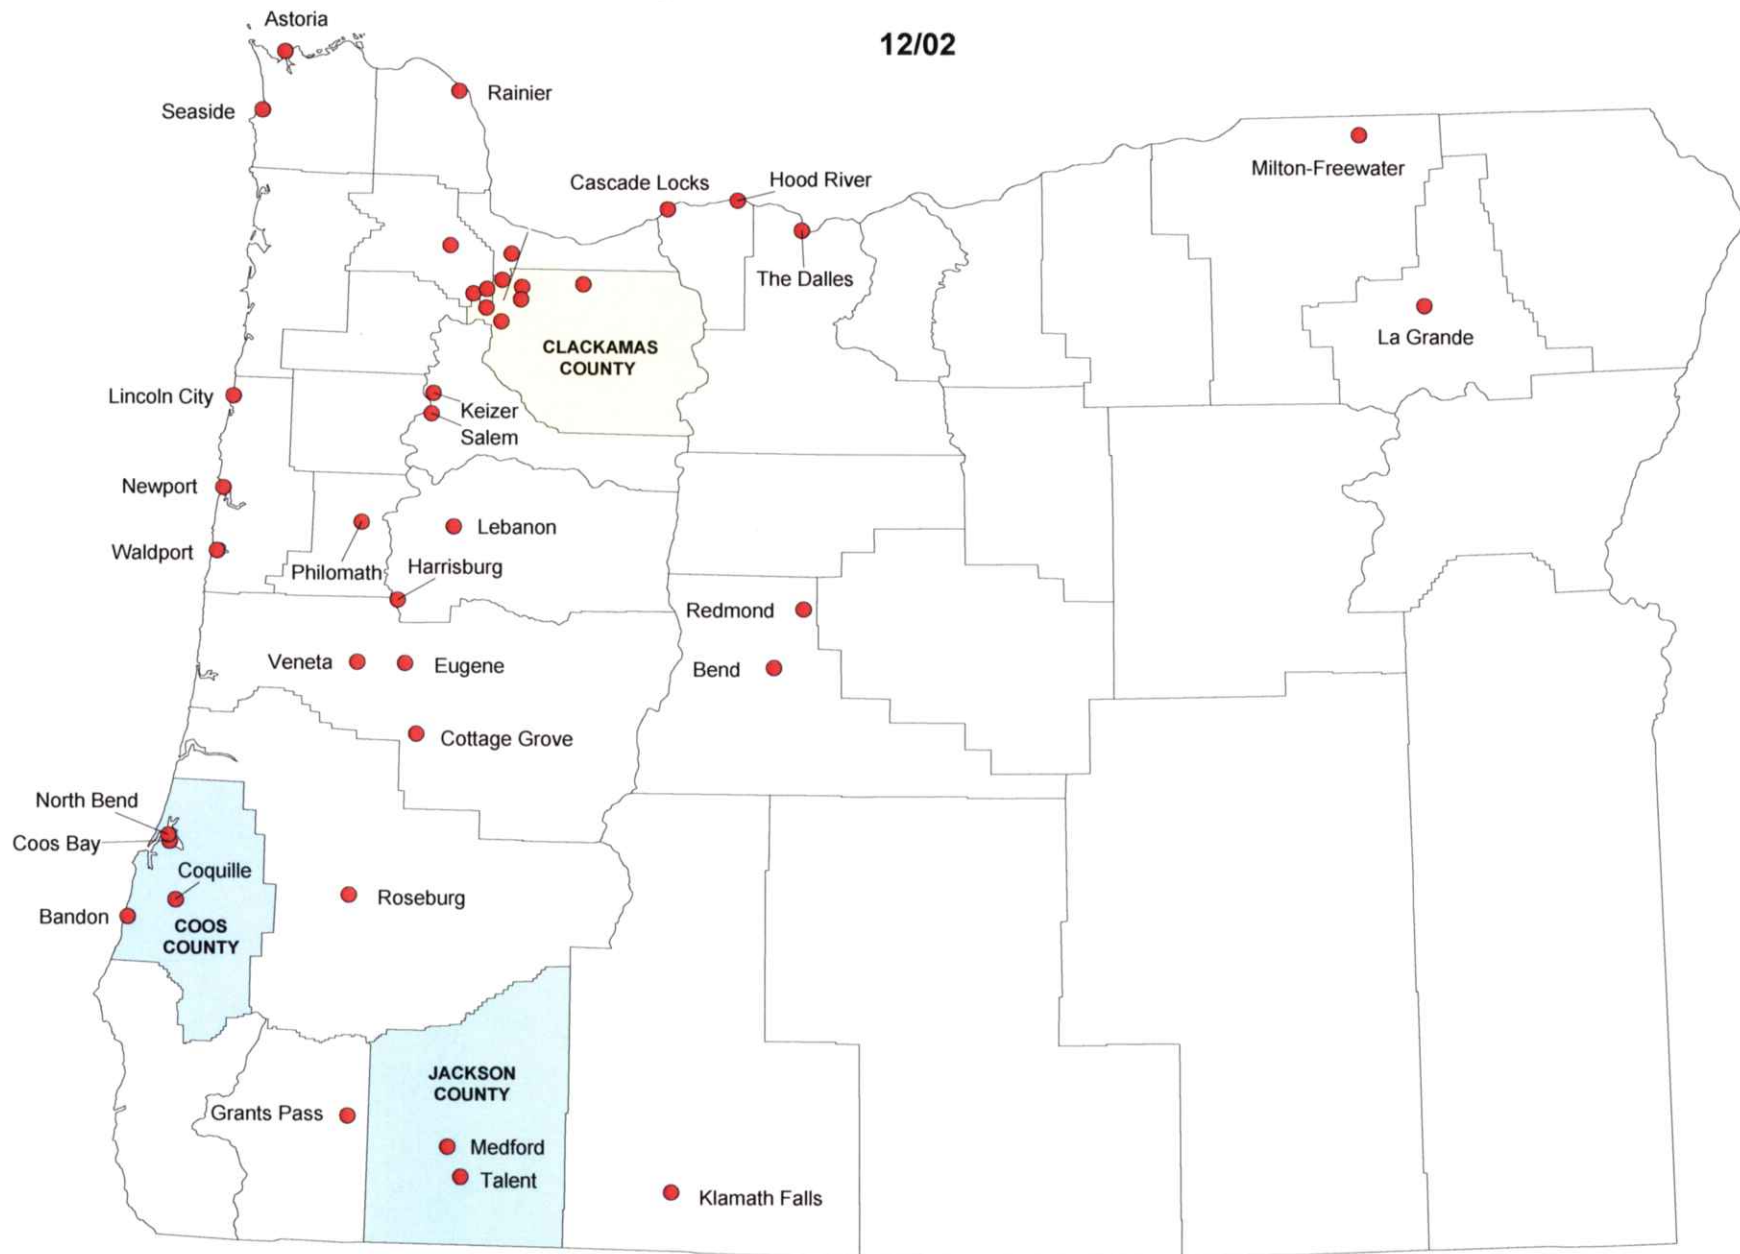 Astoria
12/02
Rainier
Seaside
Milton-Freewater
Cascade Locks
Hood River
The Dalles
La Grande
CLACKAMAS
COUNTY
Lincoln City
Keizer
Salem
Newport
Lebanon
Waldport
Philomath
Harrisburg
Redmond
Veneta
Eugene
Bend
Cottage Grove
North Bend
Coos Bay
Coquille
Roseburg
Bandon
COOS
COUNTY
JACKSON
COUNTY
Grants Pass
Medford
Talent
Klamath Falls